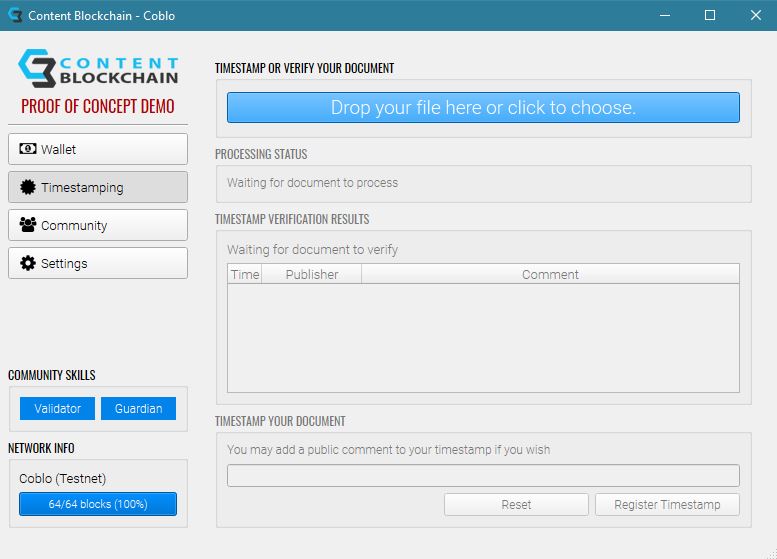 Content Blockchain - Coblo
CONTENT
BLOCKCHAIN
PROOF OF CONCEPT DEMO
Wallet
Timestamping
Community
Settings
COMMUNITY SKILLS
Validator Guardian
NETWORK INFO
Coblo (Testnet)
64/64 blocks (100%)
TIMESTAMP OR VERIFY YOUR DOCUMENT
Drop your file here or click to choose.
PROCESSING STATUS
Waiting for document to process
TIMESTAMP VERIFICATION RESULTS
Waiting for document to verify
Time Publisher Comment
TIMESTAMP YOUR DOCUMENT
You may add a public comment to your timestamp if you wish
Reset Register Timestamp